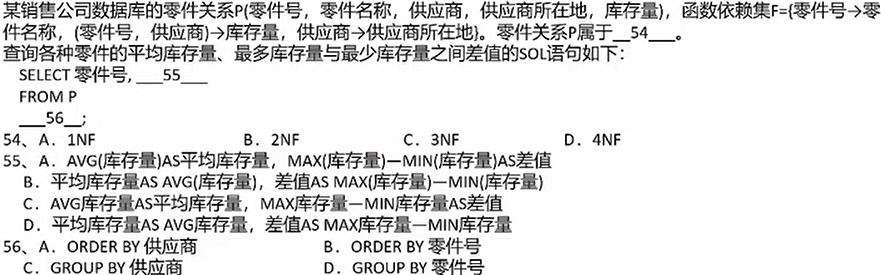 某销售公司数据库的零件关系P(零件号，零件名称，供应商，供应商所在地，库存量)，函数依赖集F={零件号→零
件名称，(零件号，供应商)→库存量，供应商→供应商所在地}。零件关系P属于__54___。
查询各种零件的平均库存量、最多库存量与最少库存量之间差值的SOL语句如下：
SELECT 零件号, ___55___
FROM P
___56__;
54、A．1NF B．2NF C．3NF D．4NF
55、A．AVG(库存量)AS平均库存量，MAX(库存量)—MIN(库存量)AS差值
B．平均库存量AS AVG(库存量)，差值AS MAX(库存量)—MIN(库存量)
C．AVG库存量AS平均库存量，MAX库存量—MIN库存量AS差值
D．平均库存量AS AVG库存量，差值AS MAX库存量—MIN库存量
56、A．ORDER BY 供应商 B．ORDER BY 零件号
C．GROUP BY 供应商 D．GROUP BY 零件号